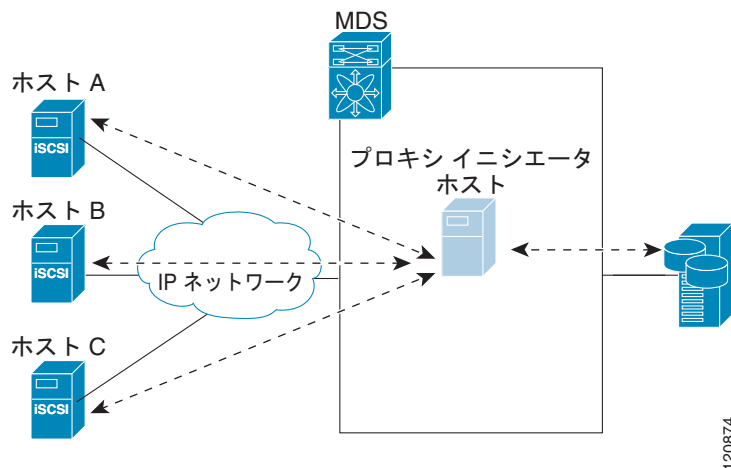 MDS
ホスト A
iSCSI
プロキシ イニシエータ
ホスト
ホスト B
iSCSI
IP ネットワーク
ホスト C
iSCSI
120874